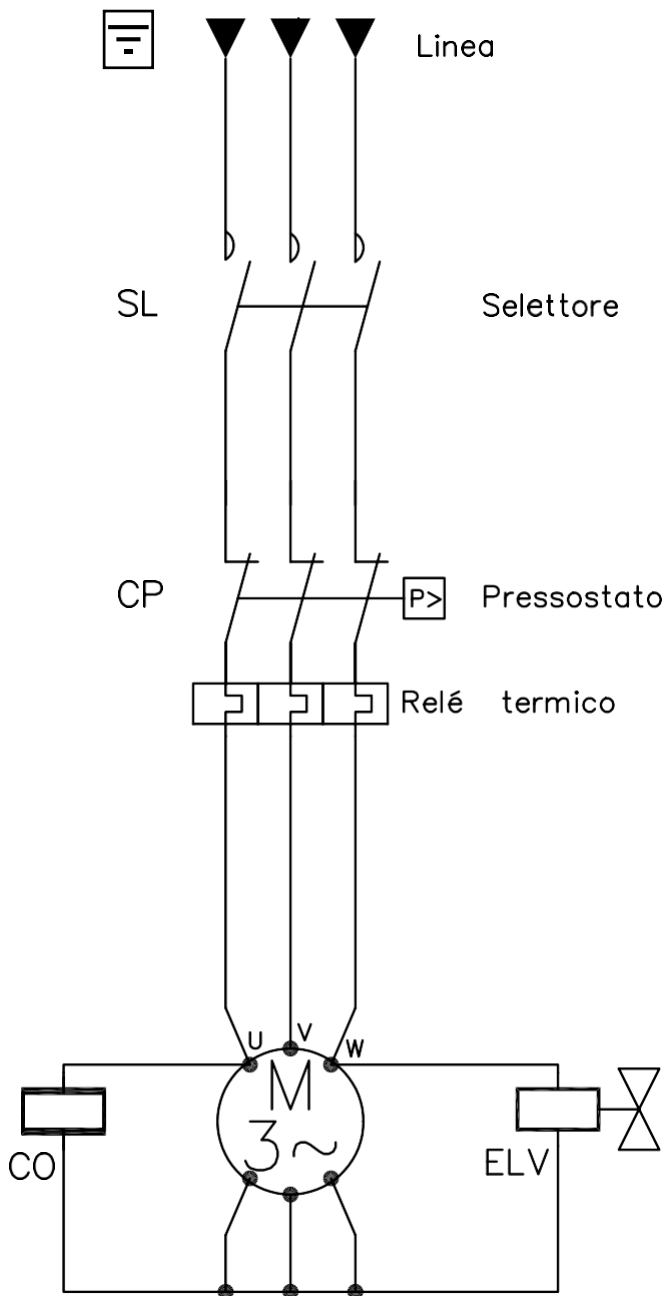 Linea
SL Selettore
CP P> Pressostato
Relé termico
U V W
M
3~
CO ELV